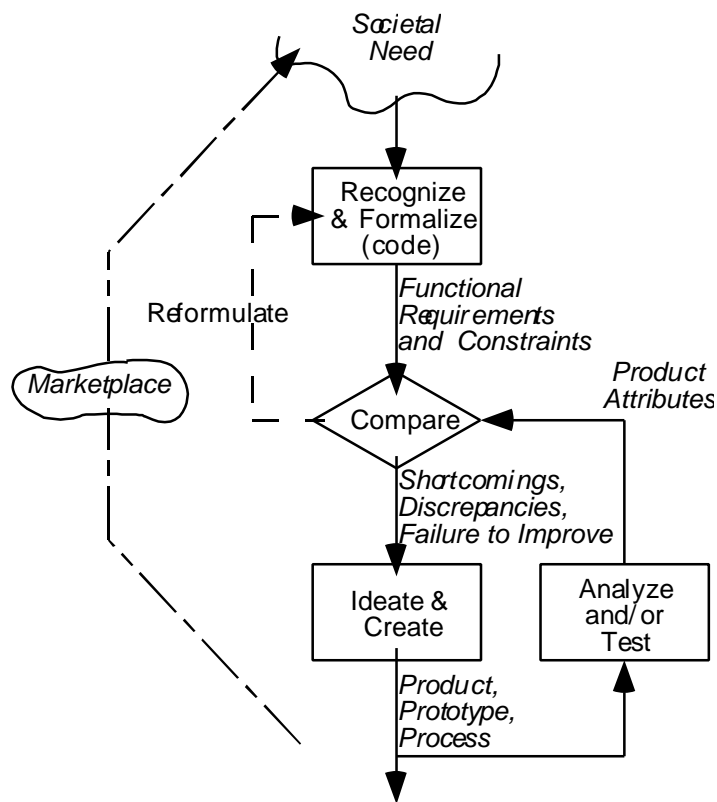 Societal
Need
Recognize
& Formalize
(code)
Reformulate
Functional
Requirements
and Constraints
Marketplace
Product
Attributes
Compare
Shortcomings,
Discrepancies,
Failure to Improve
Ideate &
Create
Analyze
and/or
Test
Product,
Prototype,
Process